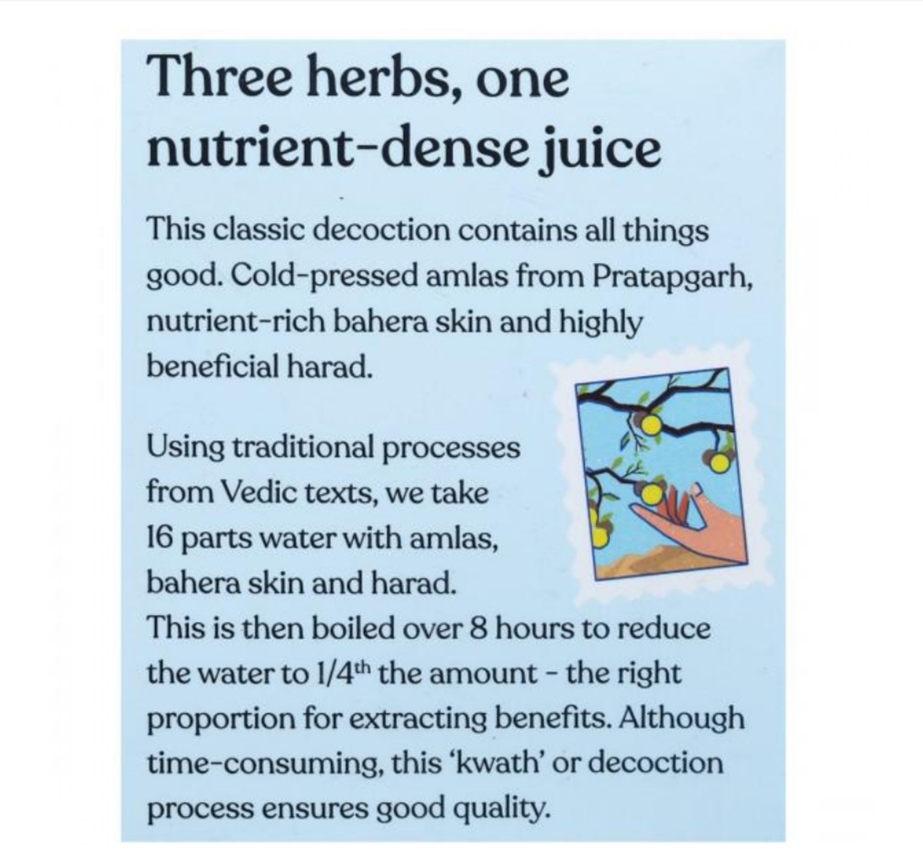 Three herbs, one
nutrient-dense juice
This classic decoction contains all things
good. Cold-pressed amlas from Pratapgarh,
nutrient-rich bahera skin and highly
beneficial harad.
Using traditional processes
from Vedic texts, we take
16 parts water with amlas,
bahera skin and harad.
This is then boiled over 8 hours to reduce
the water to 1/4th the amount – the right
proportion for extracting benefits. Although
time-consuming, this ‘kwath’ or decoction
process ensures good quality.